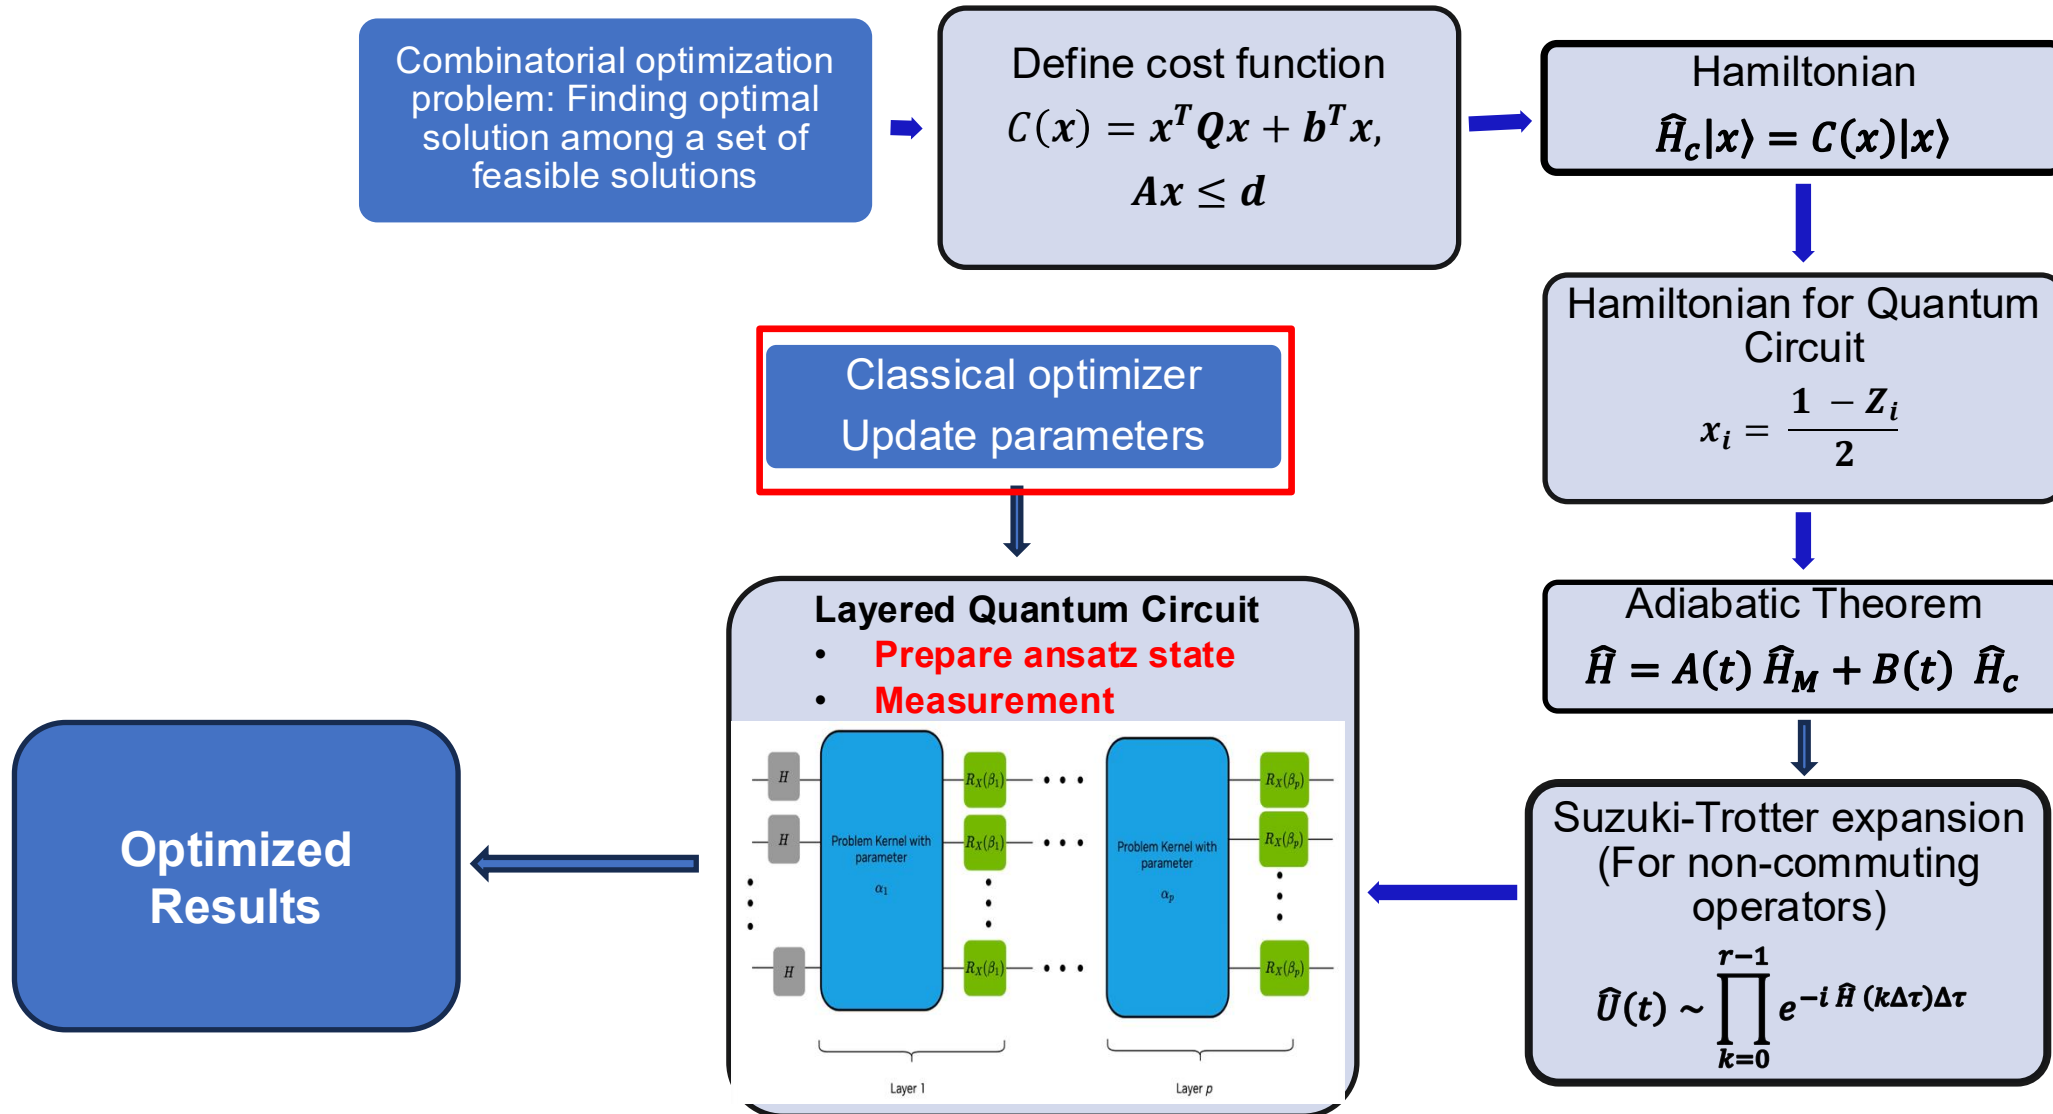 Combinatorial optimization
problem: Finding optimal
solution among a set of
feasible solutions
Define cost function
C(x) = x^T Qx + b^T x,
Ax ≤ d
Hamiltonian
Ĥ_c|x⟩ = C(x)|x⟩
Hamiltonian for Quantum
Circuit
x_i = (1 − Z_i)/2
Adiabatic Theorem
Ĥ = A(t) Ĥ_M + B(t) Ĥ_c
Suzuki-Trotter expansion
(For non-commuting
operators)
Û(t) ~ ∏_{k=0}^{r−1} e^{−i Ĥ (kΔτ)Δτ}
Classical optimizer
Update parameters
Layered Quantum Circuit
• Prepare ansatz state
• Measurement
H R_X(β_1) • • • R_X(β_p)
H Problem Kernel with R_X(β_1) Problem Kernel with R_X(β_p)
parameter parameter
α_1 α_p
H R_X(β_1) • • • R_X(β_p)
Layer 1 Layer p
Optimized
Results